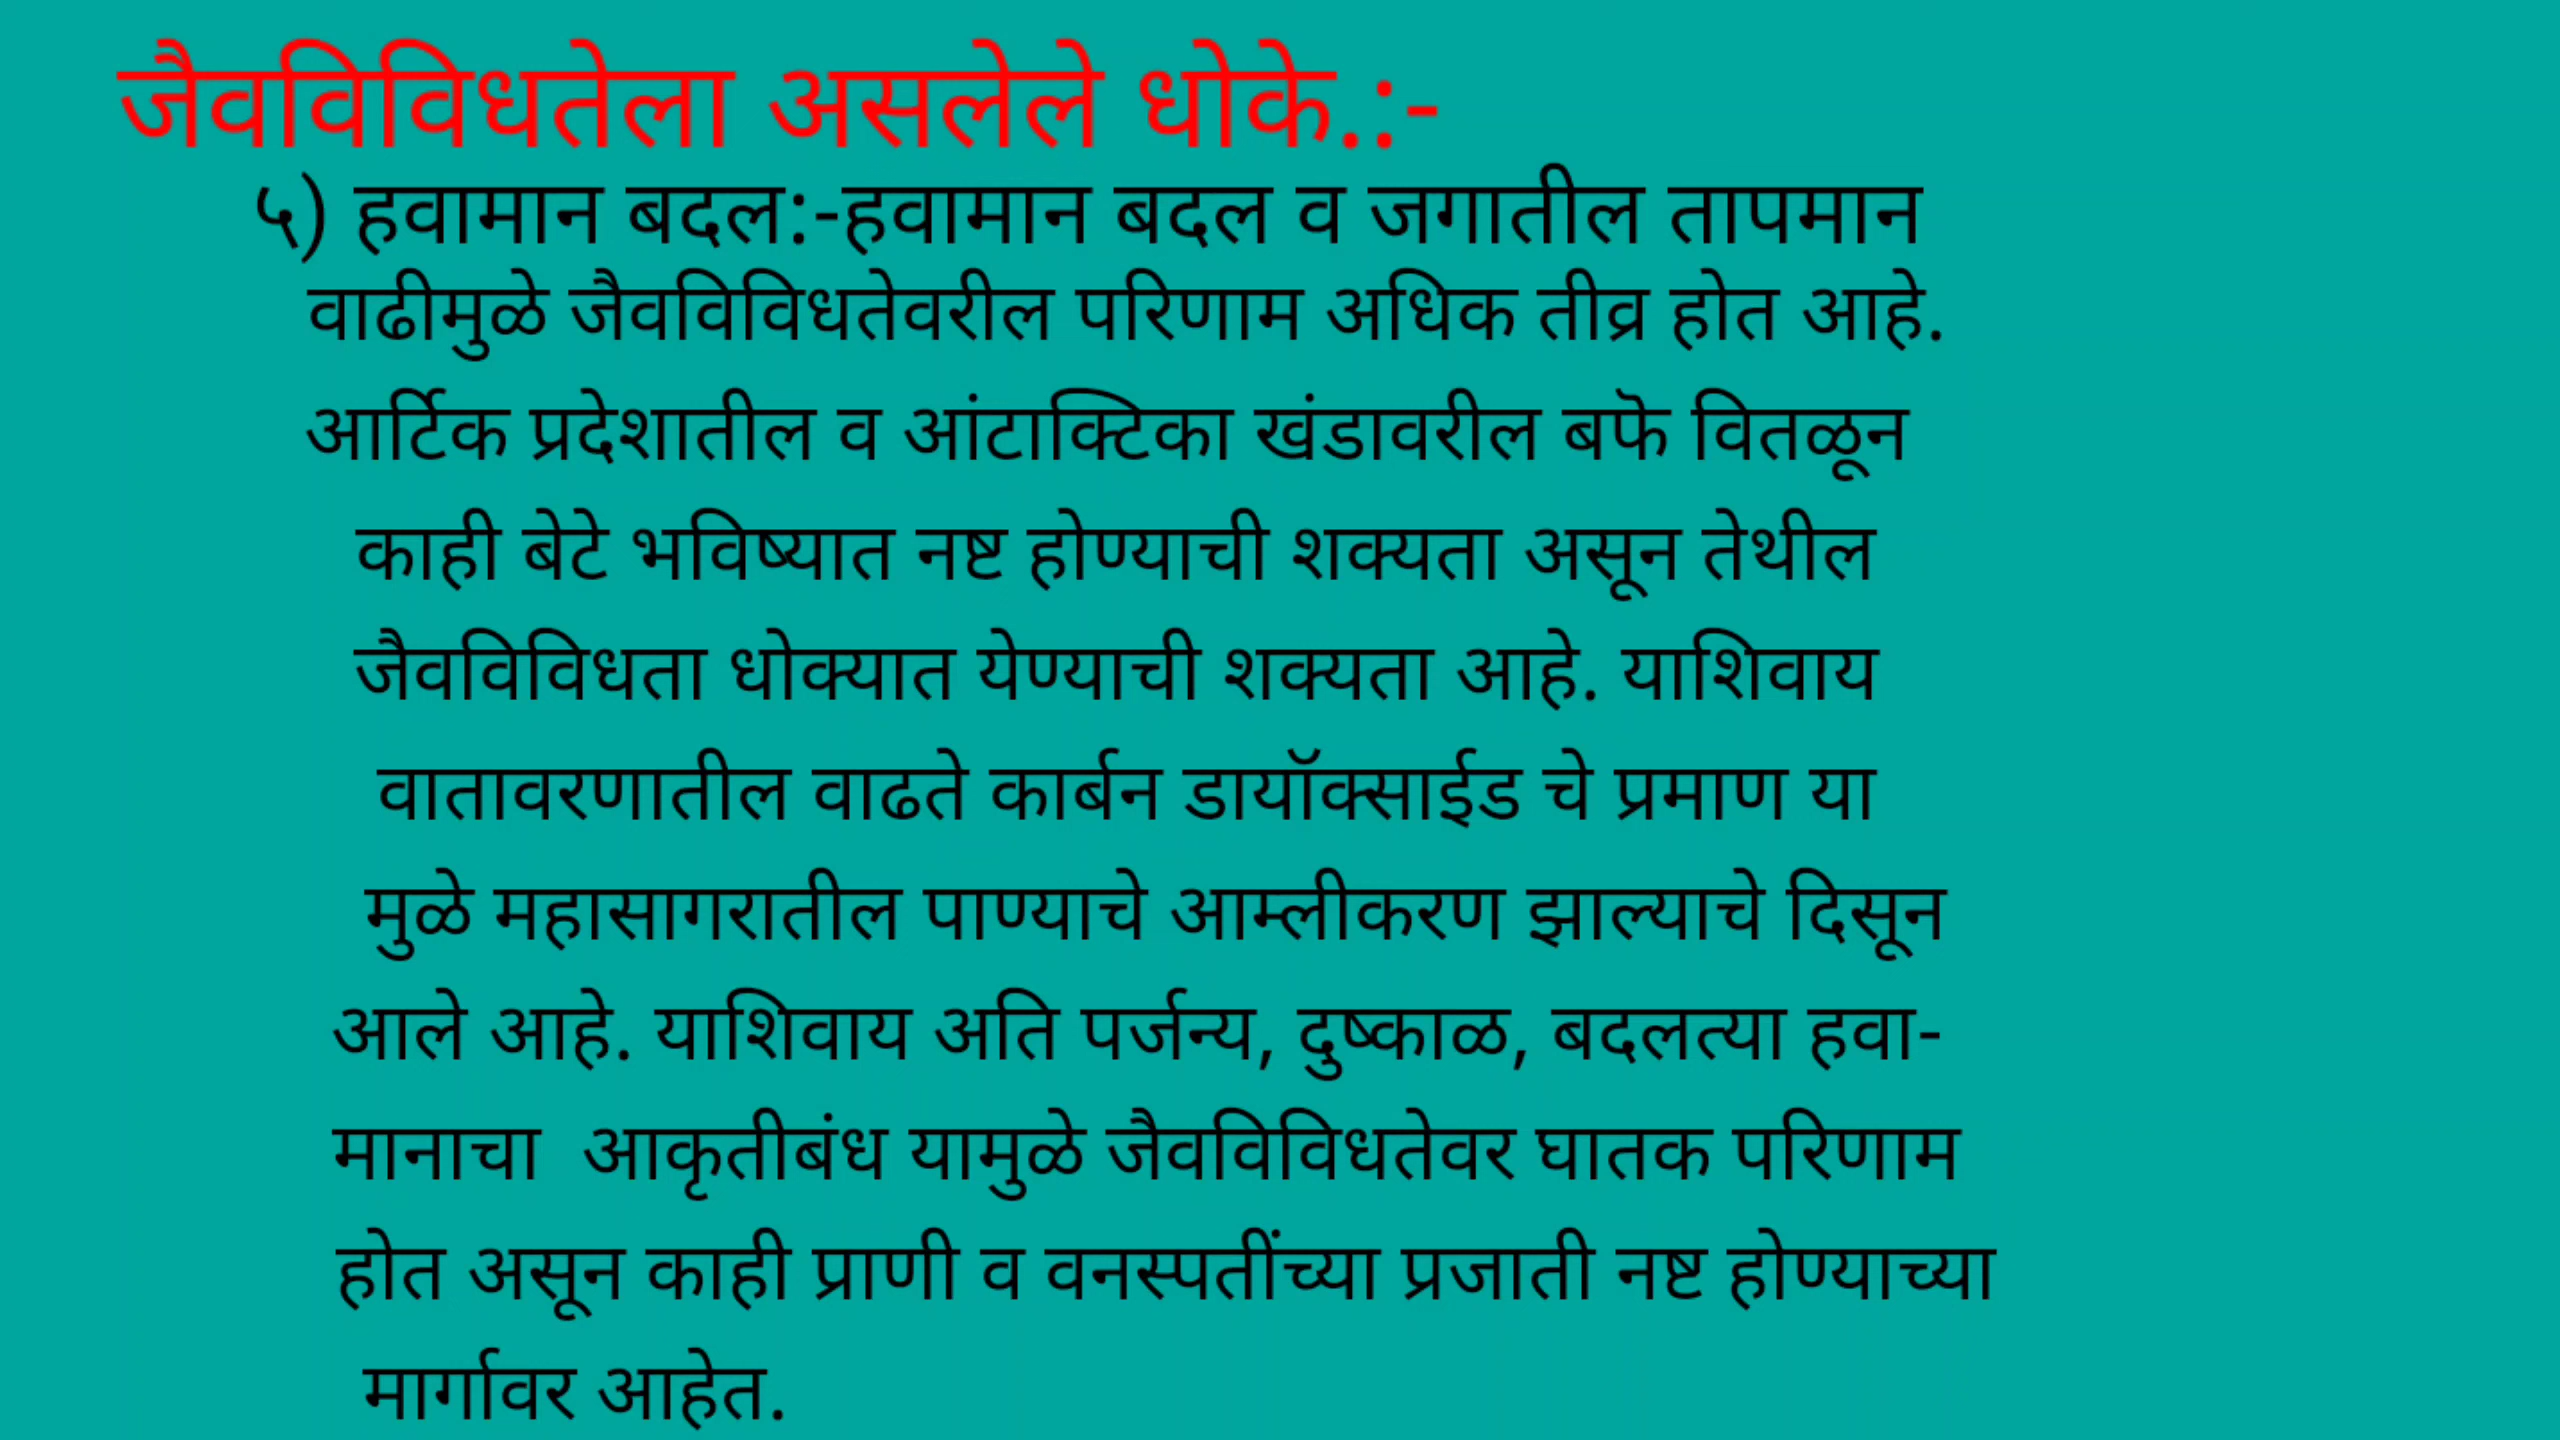 जैवविविधतेला असलेले धोके.:-
५) हवामान बदल:-हवामान बदल व जगातील तापमान
वाढीमुळे जैवविविधतेवरील परिणाम अधिक तीव्र होत आहे.
आर्टिक प्रदेशातील व आंटाक्टिका खंडावरील बफॆ वितळून
काही बेटे भविष्यात नष्ट होण्याची शक्यता असून तेथील
जैवविविधता धोक्यात येण्याची शक्यता आहे. याशिवाय
वातावरणातील वाढते कार्बन डायॉक्साईड चे प्रमाण या
मुळे महासागरातील पाण्याचे आम्लीकरण झाल्याचे दिसून
आले आहे. याशिवाय अति पर्जन्य, दुष्काळ, बदलत्या हवा-
मानाचा  आकृतीबंध यामुळे जैवविविधतेवर घातक परिणाम
होत असून काही प्राणी व वनस्पतींच्या प्रजाती नष्ट होण्याच्या
मार्गावर आहेत.